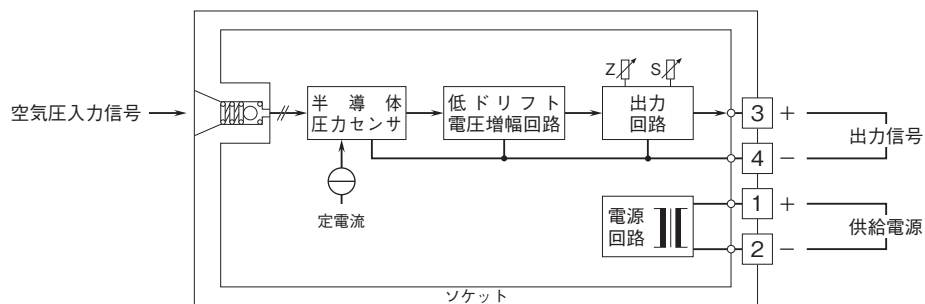 空気圧入力信号
半導体
圧力センサ
定電流
低ドリフト
電圧増幅回路
Z
S
出力
回路
3 +
4 −
出力信号
電源
回路
1 +
2 −
供給電源
ソケット